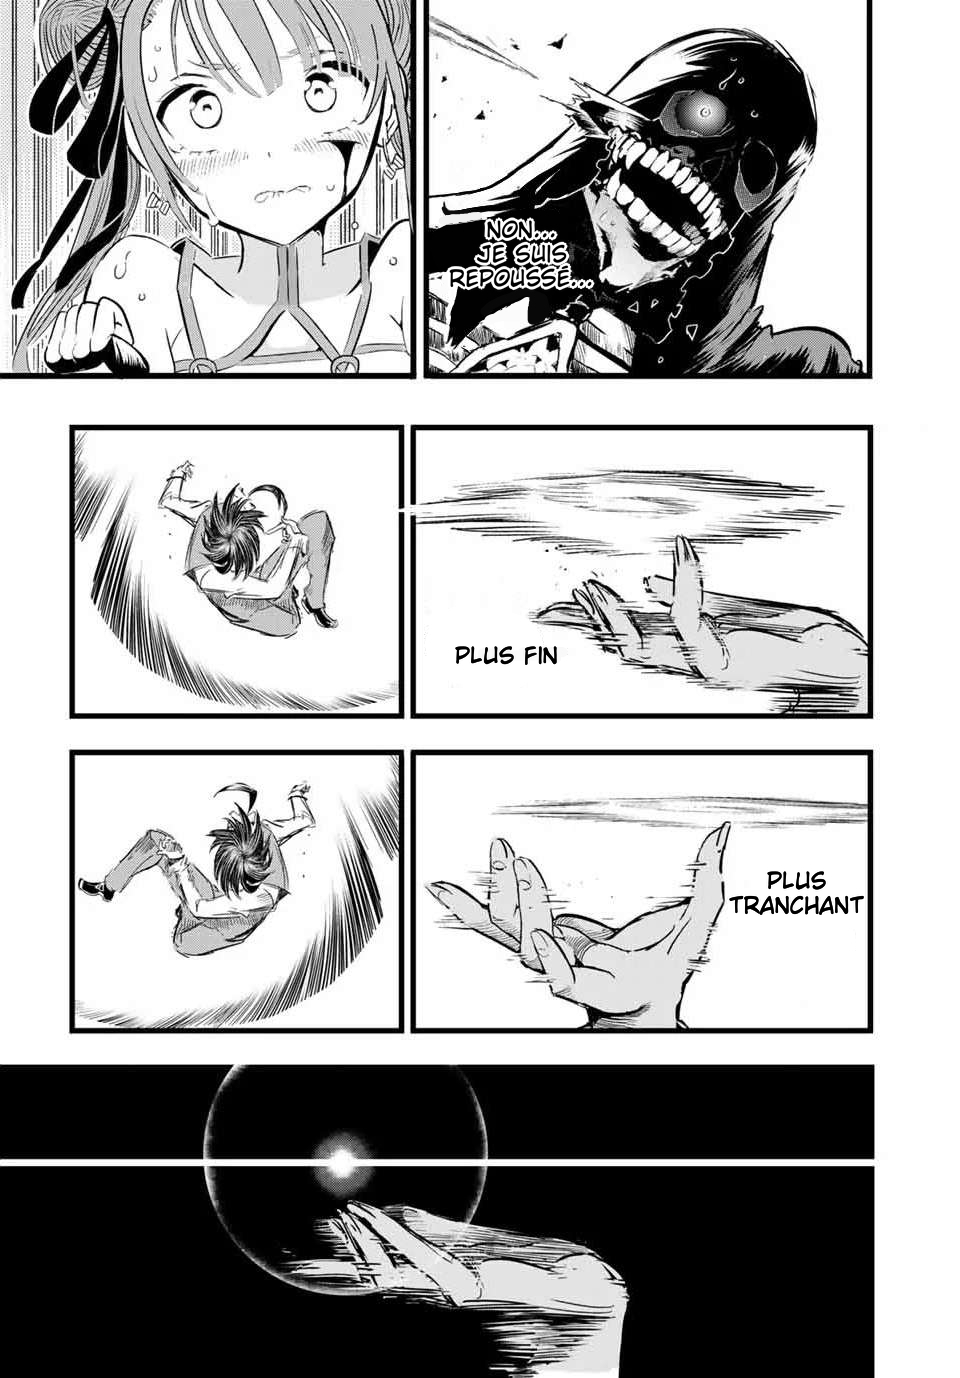 NON...
JE SUIS
REPOUSSÉ...
PLUS FIN
PLUS
TRANCHANT